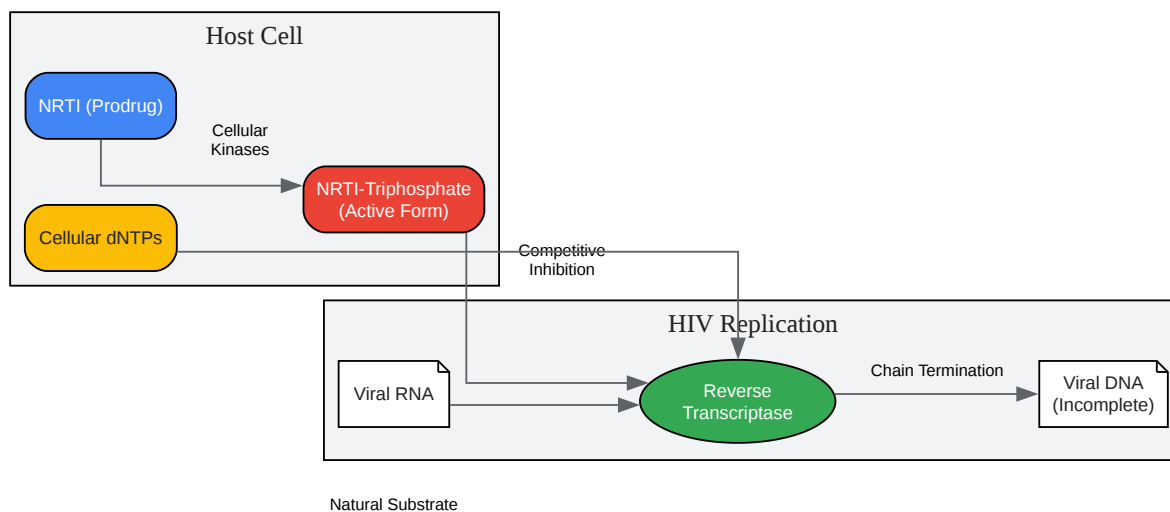 Host Cell
NRTI (Prodrug)
Cellular
Kinases
NRTI-Triphosphate
(Active Form)
Cellular dNTPs
Competitive
Inhibition
HIV Replication
Viral RNA
Reverse
Transcriptase
Chain Termination
Viral DNA
(Incomplete)
Natural Substrate